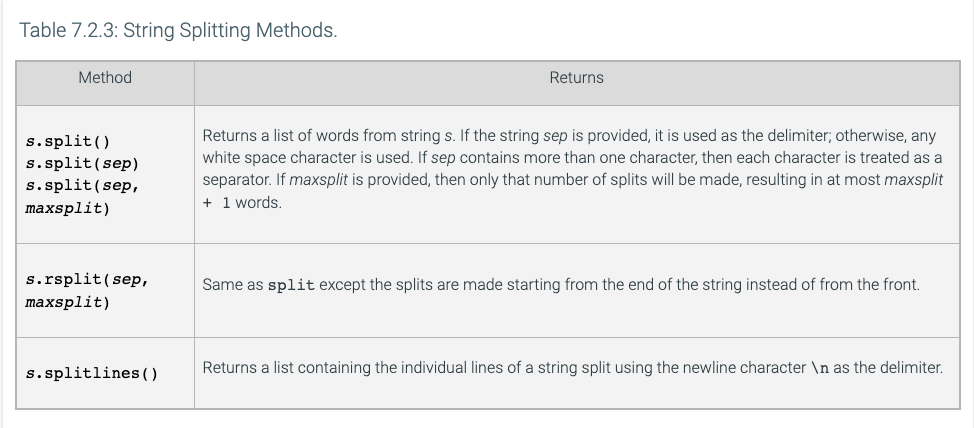 Table 7.2.3: String Splitting Methods.
Method
Returns
s.split()
s.split(sep)
s.split(sep,
maxsplit)
Returns a list of words from string s. If the string sep is provided, it is used as the delimiter; otherwise, any
white space character is used. If sep contains more than one character, then each character is treated as a
separator. If maxsplit is provided, then only that number of splits will be made, resulting in at most maxsplit
+ 1 words.
s.rsplit(sep,
maxsplit)
Same as split except the splits are made starting from the end of the string instead of from the front.
s.splitlines()
Returns a list containing the individual lines of a string split using the newline character \n as the delimiter.